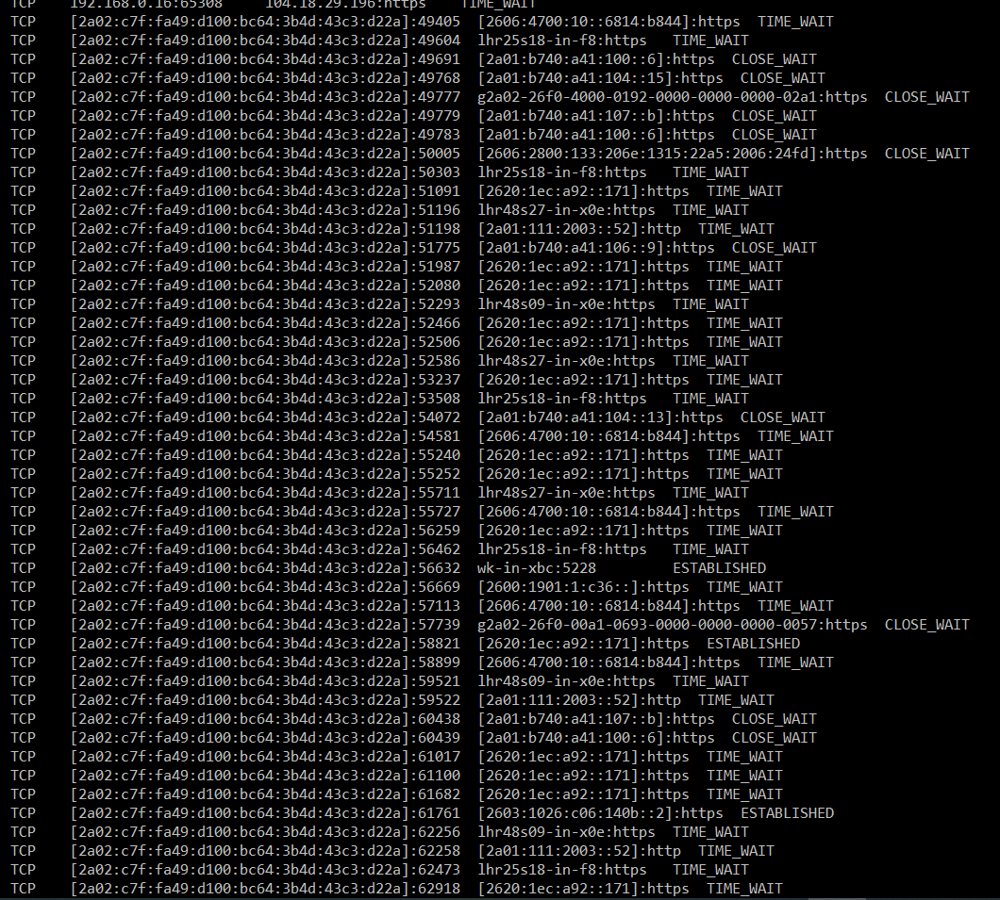 TCP    192.168.0.16:65308     104.18.29.196:https    TIME_WAIT
TCP    [2a02:c7f:fa49:d100:bc64:3b4d:43c3:d22a]:49405  [2606:4700:10::6814:b844]:https  TIME_WAIT
TCP    [2a02:c7f:fa49:d100:bc64:3b4d:43c3:d22a]:49604  lhr25s18-in-f8:https   TIME_WAIT
TCP    [2a02:c7f:fa49:d100:bc64:3b4d:43c3:d22a]:49691  [2a01:b740:a41:100::6]:https  CLOSE_WAIT
TCP    [2a02:c7f:fa49:d100:bc64:3b4d:43c3:d22a]:49768  [2a01:b740:a41:104::15]:https  CLOSE_WAIT
TCP    [2a02:c7f:fa49:d100:bc64:3b4d:43c3:d22a]:49777  g2a02-26f0-4000-0192-0000-0000-0000-02a1:https  CLOSE_WAIT
TCP    [2a02:c7f:fa49:d100:bc64:3b4d:43c3:d22a]:49779  [2a01:b740:a41:107::b]:https  CLOSE_WAIT
TCP    [2a02:c7f:fa49:d100:bc64:3b4d:43c3:d22a]:49783  [2a01:b740:a41:100::6]:https  CLOSE_WAIT
TCP    [2a02:c7f:fa49:d100:bc64:3b4d:43c3:d22a]:50005  [2606:2800:133:206e:1315:22a5:2006:24fd]:https  CLOSE_WAIT
TCP    [2a02:c7f:fa49:d100:bc64:3b4d:43c3:d22a]:50303  lhr25s18-in-f8:https   TIME_WAIT
TCP    [2a02:c7f:fa49:d100:bc64:3b4d:43c3:d22a]:51091  [2620:1ec:a92::171]:https  TIME_WAIT
TCP    [2a02:c7f:fa49:d100:bc64:3b4d:43c3:d22a]:51196  lhr48s27-in-x0e:https  TIME_WAIT
TCP    [2a02:c7f:fa49:d100:bc64:3b4d:43c3:d22a]:51198  [2a01:111:2003::52]:http  TIME_WAIT
TCP    [2a02:c7f:fa49:d100:bc64:3b4d:43c3:d22a]:51775  [2a01:b740:a41:106::9]:https  CLOSE_WAIT
TCP    [2a02:c7f:fa49:d100:bc64:3b4d:43c3:d22a]:51987  [2620:1ec:a92::171]:https  TIME_WAIT
TCP    [2a02:c7f:fa49:d100:bc64:3b4d:43c3:d22a]:52080  [2620:1ec:a92::171]:https  TIME_WAIT
TCP    [2a02:c7f:fa49:d100:bc64:3b4d:43c3:d22a]:52293  lhr48s09-in-x0e:https  TIME_WAIT
TCP    [2a02:c7f:fa49:d100:bc64:3b4d:43c3:d22a]:52466  [2620:1ec:a92::171]:https  TIME_WAIT
TCP    [2a02:c7f:fa49:d100:bc64:3b4d:43c3:d22a]:52506  [2620:1ec:a92::171]:https  TIME_WAIT
TCP    [2a02:c7f:fa49:d100:bc64:3b4d:43c3:d22a]:52586  lhr48s27-in-x0e:https  TIME_WAIT
TCP    [2a02:c7f:fa49:d100:bc64:3b4d:43c3:d22a]:53237  [2620:1ec:a92::171]:https  TIME_WAIT
TCP    [2a02:c7f:fa49:d100:bc64:3b4d:43c3:d22a]:53508  lhr25s18-in-f8:https   TIME_WAIT
TCP    [2a02:c7f:fa49:d100:bc64:3b4d:43c3:d22a]:54072  [2a01:b740:a41:104::13]:https  CLOSE_WAIT
TCP    [2a02:c7f:fa49:d100:bc64:3b4d:43c3:d22a]:54581  [2606:4700:10::6814:b844]:https  TIME_WAIT
TCP    [2a02:c7f:fa49:d100:bc64:3b4d:43c3:d22a]:55240  [2620:1ec:a92::171]:https  TIME_WAIT
TCP    [2a02:c7f:fa49:d100:bc64:3b4d:43c3:d22a]:55252  [2620:1ec:a92::171]:https  TIME_WAIT
TCP    [2a02:c7f:fa49:d100:bc64:3b4d:43c3:d22a]:55711  lhr48s27-in-x0e:https  TIME_WAIT
TCP    [2a02:c7f:fa49:d100:bc64:3b4d:43c3:d22a]:55727  [2606:4700:10::6814:b844]:https  TIME_WAIT
TCP    [2a02:c7f:fa49:d100:bc64:3b4d:43c3:d22a]:56259  [2620:1ec:a92::171]:https  TIME_WAIT
TCP    [2a02:c7f:fa49:d100:bc64:3b4d:43c3:d22a]:56462  lhr25s18-in-f8:https   TIME_WAIT
TCP    [2a02:c7f:fa49:d100:bc64:3b4d:43c3:d22a]:56632  wk-in-xbc:5228         ESTABLISHED
TCP    [2a02:c7f:fa49:d100:bc64:3b4d:43c3:d22a]:56669  [2600:1901:1:c36::]:https  TIME_WAIT
TCP    [2a02:c7f:fa49:d100:bc64:3b4d:43c3:d22a]:57113  [2606:4700:10::6814:b844]:https  TIME_WAIT
TCP    [2a02:c7f:fa49:d100:bc64:3b4d:43c3:d22a]:57739  g2a02-26f0-00a1-0693-0000-0000-0000-0057:https  CLOSE_WAIT
TCP    [2a02:c7f:fa49:d100:bc64:3b4d:43c3:d22a]:58821  [2620:1ec:a92::171]:https  ESTABLISHED
TCP    [2a02:c7f:fa49:d100:bc64:3b4d:43c3:d22a]:58899  [2606:4700:10::6814:b844]:https  TIME_WAIT
TCP    [2a02:c7f:fa49:d100:bc64:3b4d:43c3:d22a]:59521  lhr48s09-in-x0e:https  TIME_WAIT
TCP    [2a02:c7f:fa49:d100:bc64:3b4d:43c3:d22a]:59522  [2a01:111:2003::52]:http  TIME_WAIT
TCP    [2a02:c7f:fa49:d100:bc64:3b4d:43c3:d22a]:60438  [2a01:b740:a41:107::b]:https  CLOSE_WAIT
TCP    [2a02:c7f:fa49:d100:bc64:3b4d:43c3:d22a]:60439  [2a01:b740:a41:100::6]:https  CLOSE_WAIT
TCP    [2a02:c7f:fa49:d100:bc64:3b4d:43c3:d22a]:61017  [2620:1ec:a92::171]:https  TIME_WAIT
TCP    [2a02:c7f:fa49:d100:bc64:3b4d:43c3:d22a]:61100  [2620:1ec:a92::171]:https  TIME_WAIT
TCP    [2a02:c7f:fa49:d100:bc64:3b4d:43c3:d22a]:61682  [2620:1ec:a92::171]:https  TIME_WAIT
TCP    [2a02:c7f:fa49:d100:bc64:3b4d:43c3:d22a]:61761  [2603:1026:c06:140b::2]:https  ESTABLISHED
TCP    [2a02:c7f:fa49:d100:bc64:3b4d:43c3:d22a]:62256  lhr48s09-in-x0e:https  TIME_WAIT
TCP    [2a02:c7f:fa49:d100:bc64:3b4d:43c3:d22a]:62258  [2a01:111:2003::52]:http  TIME_WAIT
TCP    [2a02:c7f:fa49:d100:bc64:3b4d:43c3:d22a]:62473  lhr25s18-in-f8:https   TIME_WAIT
TCP    [2a02:c7f:fa49:d100:bc64:3b4d:43c3:d22a]:62918  [2620:1ec:a92::171]:https  TIME_WAIT